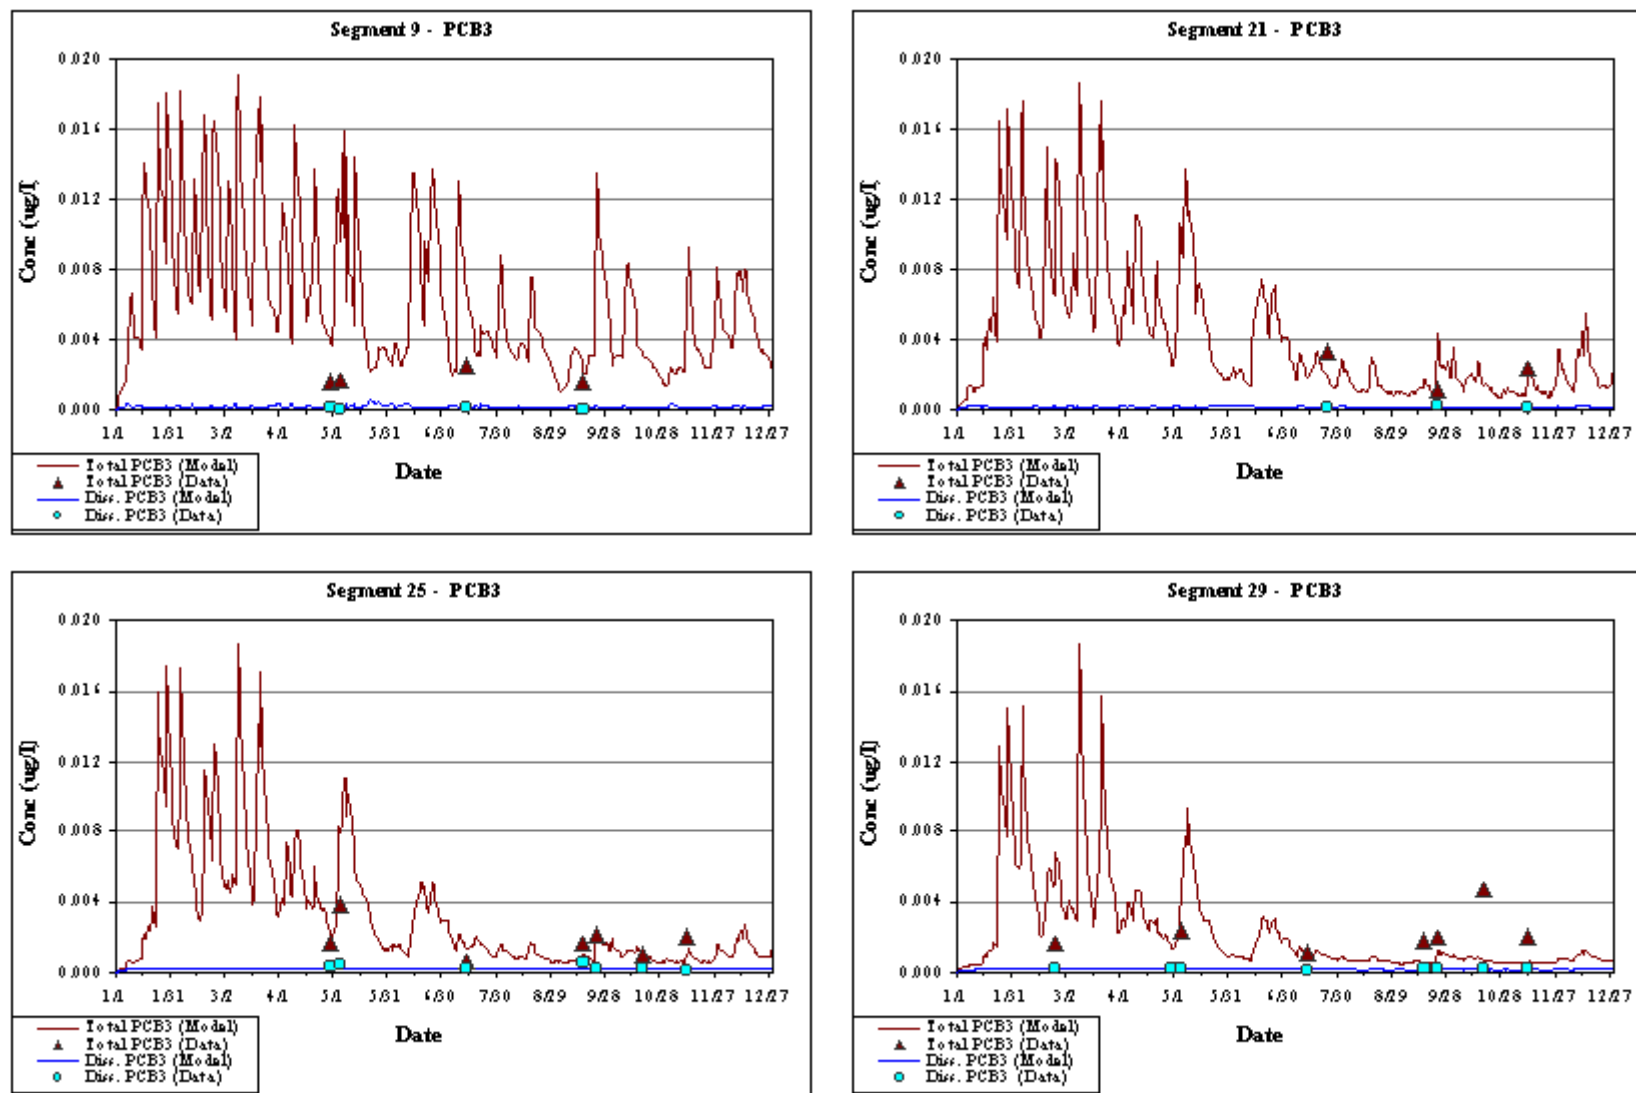 Segment 9 - PCB3
0.020
0.016
0.012
0.008
0.004
0.000
Conc (ug/L)
1/1 1/31 3/2 4/1 5/1 5/31 6/30 7/30 8/29 9/28 10/28 11/27 12/27
Date
Total PCB3 (Model)
Total PCB3 (Data)
Diss. PCB3 (Model)
Diss. PCB3 (Data)
Segment 21 - PCB3
0.020
0.016
0.012
0.008
0.004
0.000
Conc (ug/L)
1/1 1/31 3/2 4/1 5/1 5/31 6/30 7/30 8/29 9/28 10/28 11/27 12/27
Date
Total PCB3 (Model)
Total PCB3 (Data)
Diss. PCB3 (Model)
Diss. PCB3 (Data)
Segment 25 - PCB3
0.020
0.016
0.012
0.008
0.004
0.000
Conc (ug/l)
1/1 1/31 3/2 4/1 5/1 5/31 6/30 7/30 8/29 9/28 10/28 11/27 12/27
Date
Total PCB3 (Model)
Total PCB3 (Data)
Diss. PCB3 (Model)
Diss. PCB3 (Data)
Segment 29 - PCB3
0.020
0.016
0.012
0.008
0.004
0.000
Conc (ug/l)
1/1 1/31 3/2 4/1 5/1 5/31 6/30 7/30 8/29 9/28 10/28 11/27 12/27
Date
Total PCB3 (Model)
Total PCB3 (Data)
Diss. PCB3 (Model)
Diss. PCB3 (Data)